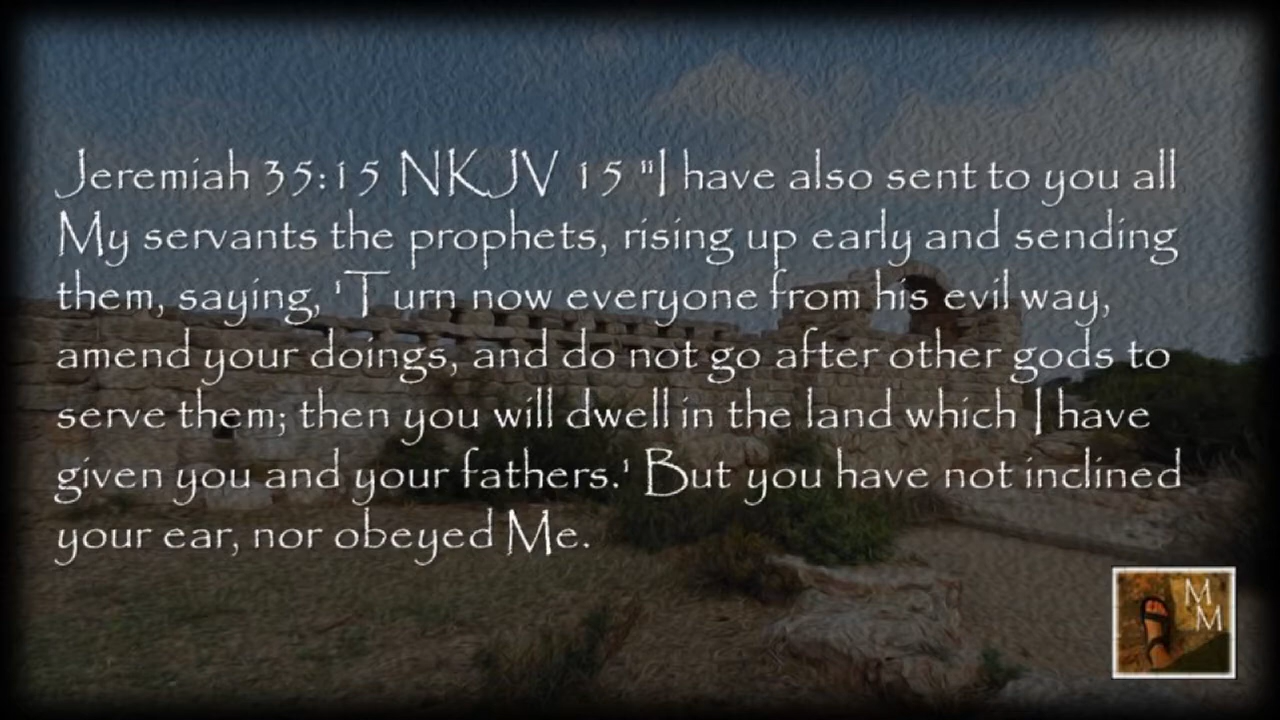 Jeremiah 35:15 NKJV 15 "I have also sent to you all
My servants the prophets, rising up early and sending
them, saying, 'Turn now everyone from his evil way,
amend your doings, and do not go after other gods to
serve them; then you will dwell in the land which I have
given you and your fathers.' But you have not inclined
your ear, nor obeyed Me.
M
M